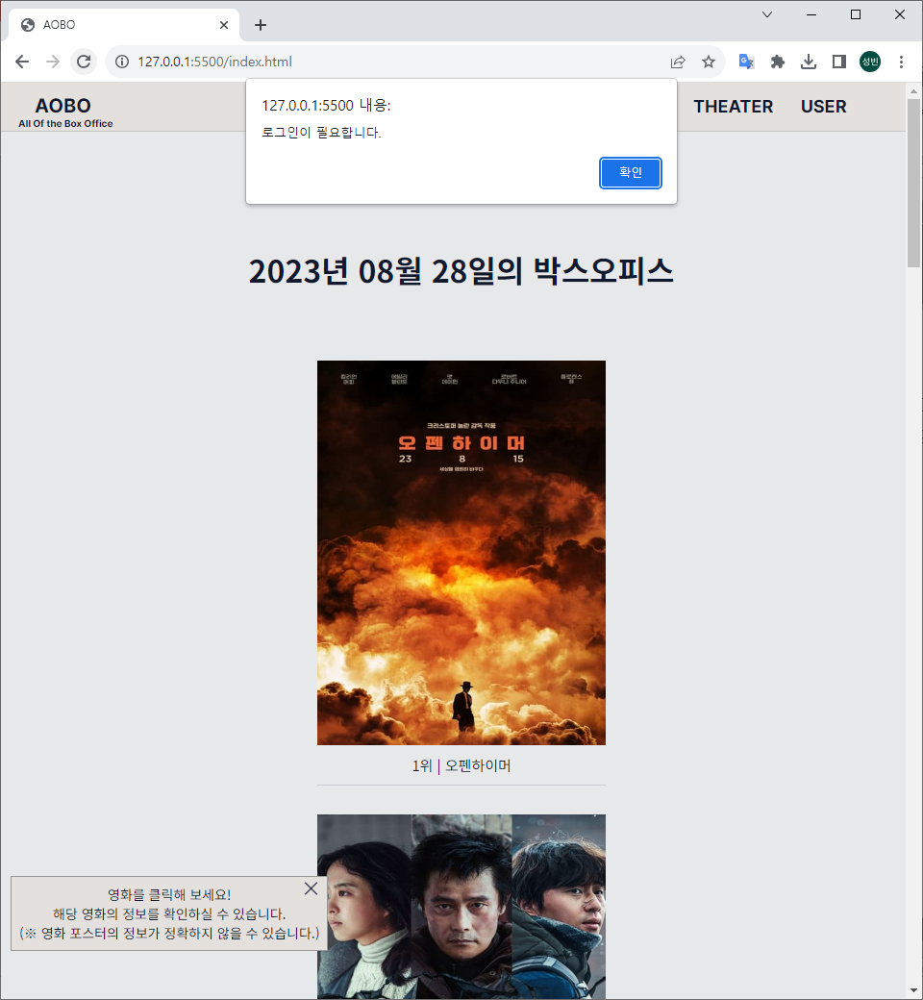 AOBO
127.0.0.1:5500/index.html
성빈
127.0.0.1:5500 내용:
로그인이 필요합니다.
확인
AOBO
All Of the Box Office
THEATER USER
2023년 08월 28일의 박스오피스
킬리언 에밀리 맷 로버트 플로렌스
머피 블런트 데이먼 다우니 주니어 퓨
크리스토퍼 놀란 감독 작품
오펜하이머
23 8 15
세상을 영원히 바꾸다
1위 | 오펜하이머
영화를 클릭해 보세요!
해당 영화의 정보를 확인하실 수 있습니다.
(※ 영화 포스터의 정보가 정확하지 않을 수 있습니다.)